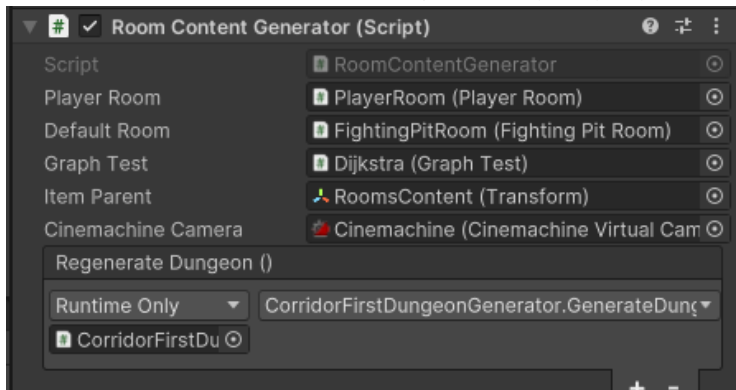 Room Content Generator (Script)
Script RoomContentGenerator
Player Room PlayerRoom (Player Room)
Default Room FightingPitRoom (Fighting Pit Room)
Graph Test Dijkstra (Graph Test)
Item Parent RoomsContent (Transform)
Cinemachine Camera Cinemachine (Cinemachine Virtual Cam
Regenerate Dungeon ()
Runtime Only CorridorFirstDungeonGenerator.GenerateDung
CorridorFirstDu